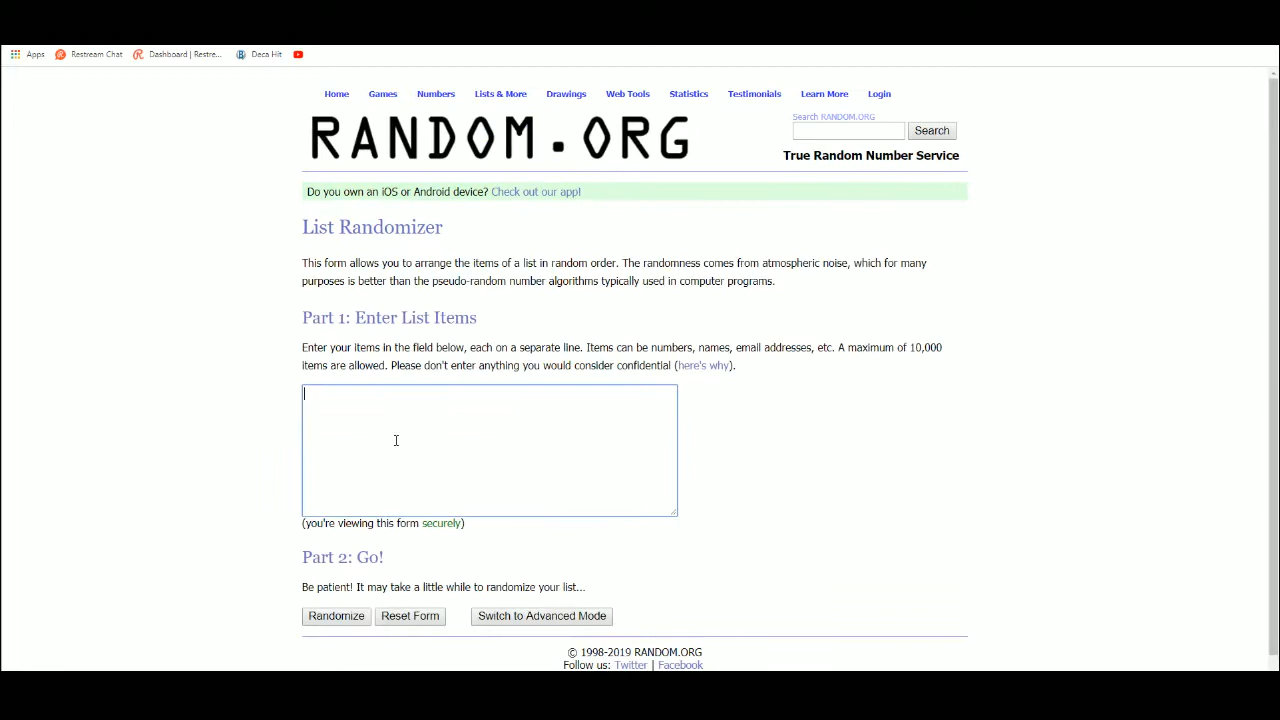 Apps Restream Chat Dashboard | Restre... Deca Hit
Home Games Numbers Lists & More Drawings Web Tools Statistics Testimonials Learn More Login
RANDOM.ORG
Search RANDOM.ORG
Search
True Random Number Service
Do you own an iOS or Android device? Check out our app!
List Randomizer
This form allows you to arrange the items of a list in random order. The randomness comes from atmospheric noise, which for many
purposes is better than the pseudo-random number algorithms typically used in computer programs.
Part 1: Enter List Items
Enter your items in the field below, each on a separate line. Items can be numbers, names, email addresses, etc. A maximum of 10,000
items are allowed. Please don't enter anything you would consider confidential (here's why).
(you're viewing this form securely)
Part 2: Go!
Be patient! It may take a little while to randomize your list...
Randomize Reset Form Switch to Advanced Mode
© 1998-2019 RANDOM.ORG
Follow us: Twitter | Facebook